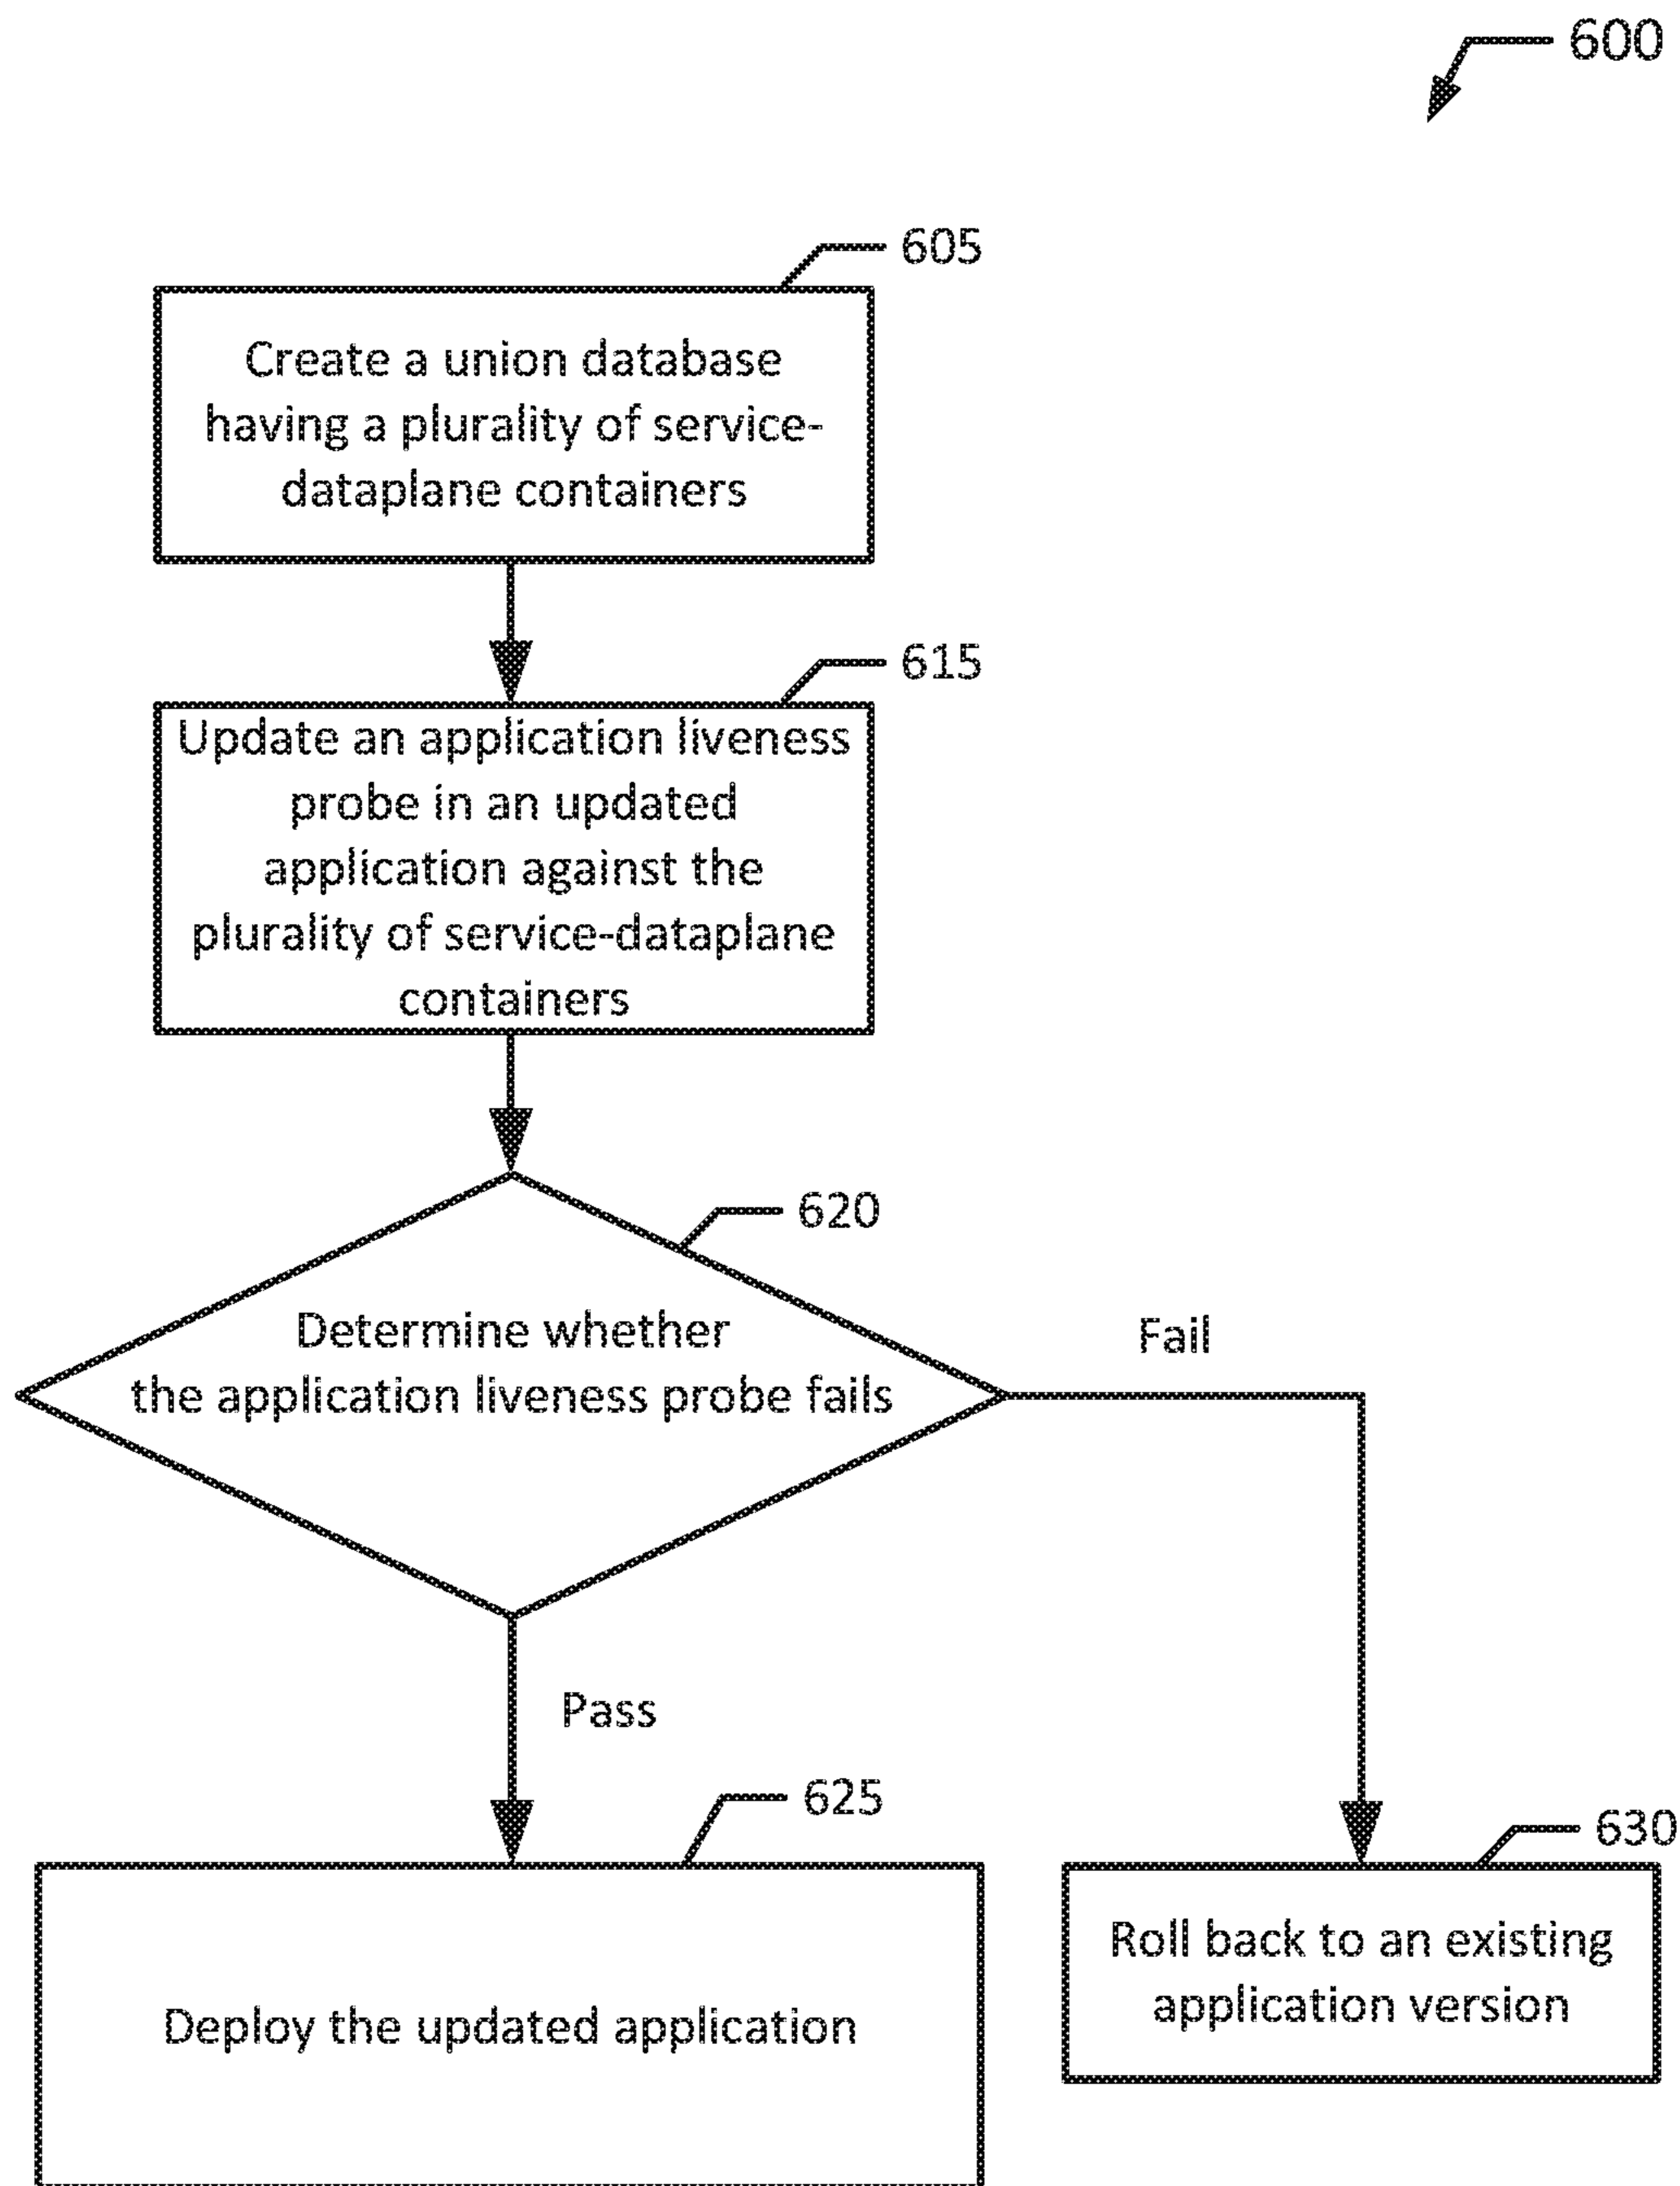 600
605
Create a union database
having a plurality of service-
dataplane containers
615
Update an application liveness
probe in an updated
application against the
plurality of service-dataplane
containers
620
Determine whether
the application liveness probe fails
Fail
Pass
625
Deploy the updated application
630
Roll back to an existing
application version